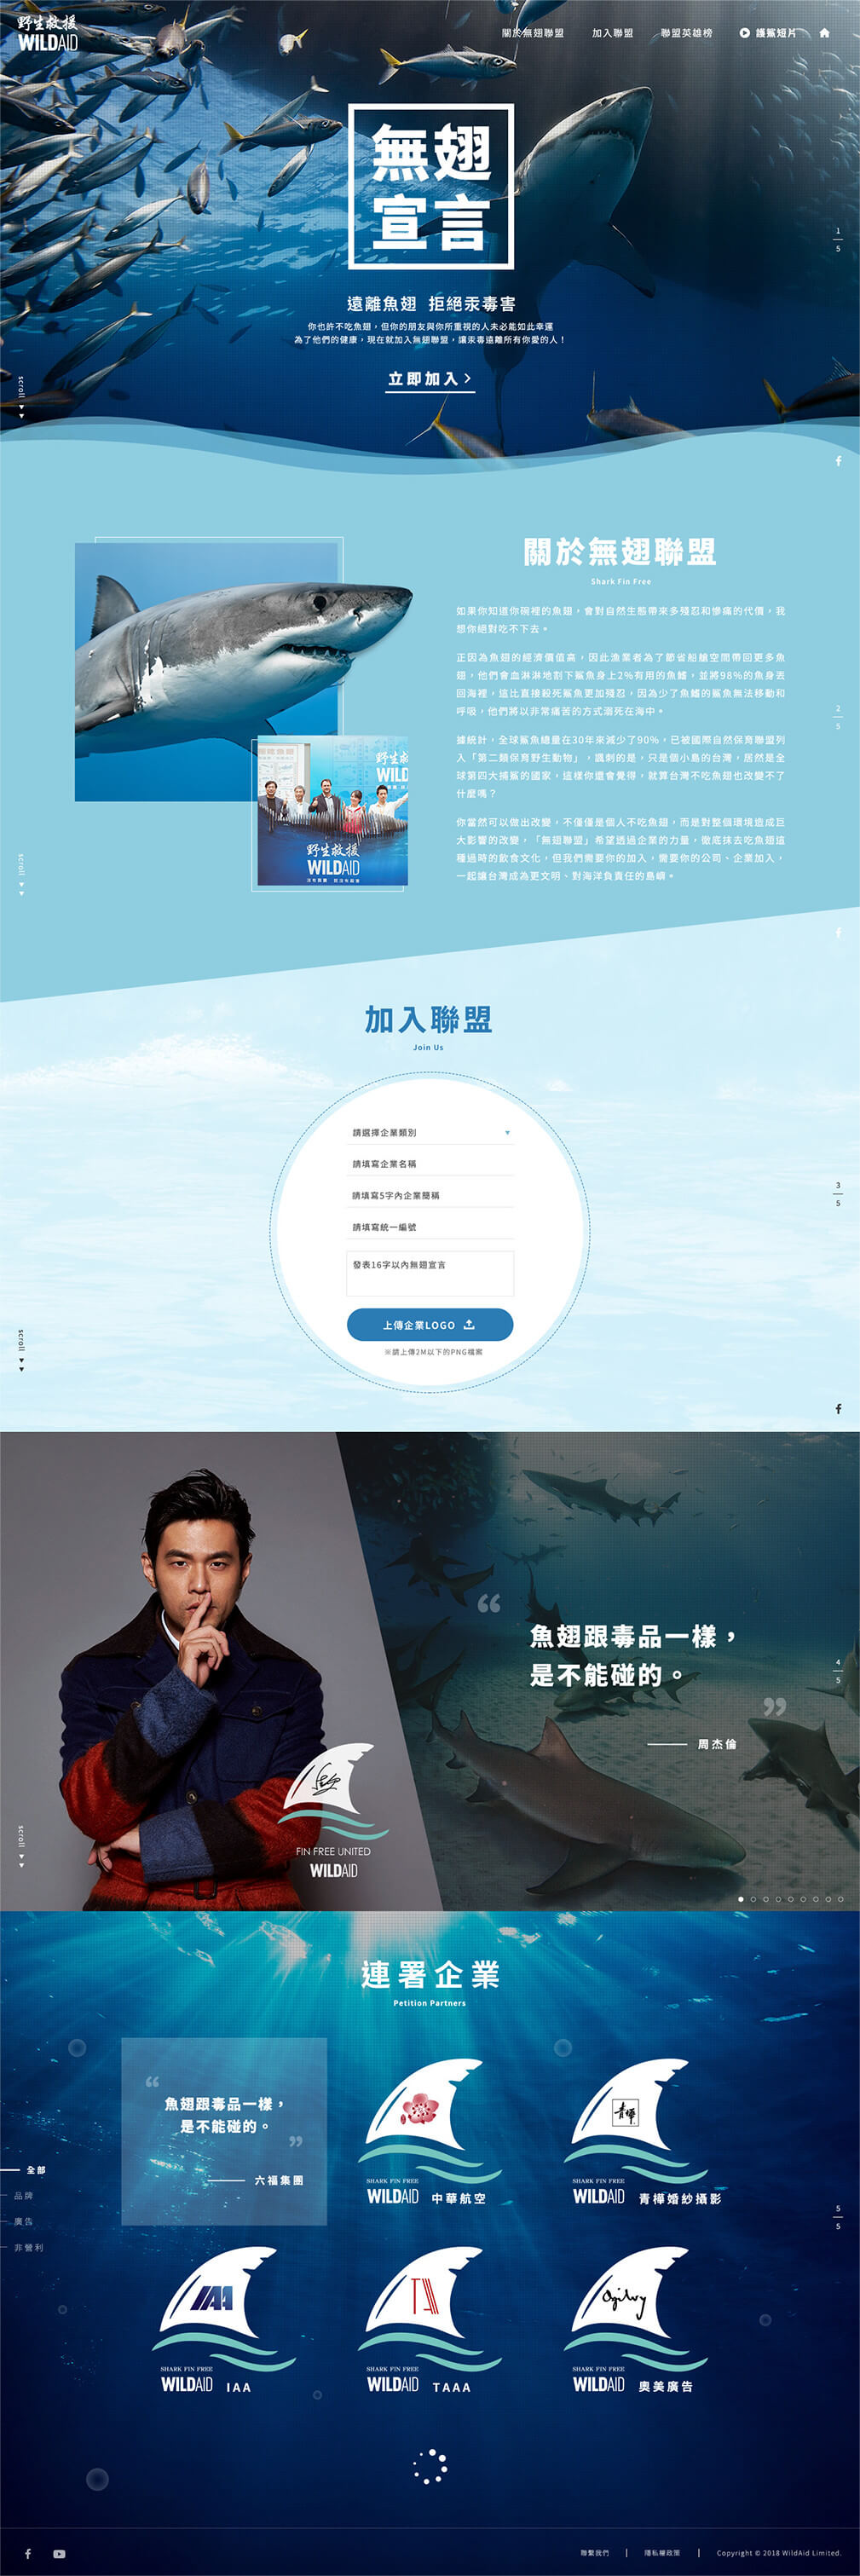 野生救援
WILDAID
關於無翅聯盟
加入聯盟
聯盟英雄榜
護鯊短片
無翅
宣言
1
5
遠離魚翅 拒絕汞毒害
你也許不吃魚翅，但你的朋友與你所重視的人未必能如此幸運
為了他們的健康，現在就加入無翅聯盟，讓汞毒遠離所有你愛的人！
立即加入
scroll
關於無翅聯盟
Shark Fin Free
如果你知道你碗裡的魚翅，會對自然生態帶來多殘忍和慘痛的代價，我
想你絕對吃不下去。
正因為魚翅的經濟價值高，因此漁業者為了節省船艙空間帶回更多魚
翅，他們會血淋淋地割下鯊魚身上2%有用的魚鰭，並將98%的魚身丟
回海裡，這比直接殺死鯊魚更加殘忍，因為少了魚鰭的鯊魚無法移動和
呼吸，他們將以非常痛苦的方式溺死在海中。
據統計，全球鯊魚總量在30年來減少了90%，已被國際自然保育聯盟列
入「第二類保育野生動物」，諷刺的是，只是個小島的台灣，居然是全
球第四大捕鯊的國家，這樣你還會覺得，就算台灣不吃魚翅也改變不了
什麼嗎？
你當然可以做出改變，不僅僅是個人不吃魚翅，而是對整個環境造成巨
大影響的改變，「無翅聯盟」希望透過企業的力量，徹底抹去吃魚翅這
種過時的飲食文化，但我們需要你的加入，需要你的公司、企業加入，
一起讓台灣成為更文明、對海洋負責任的島嶼。
2
5
野生救
WILD
野生救援
WILDAID
scroll
加入聯盟
Join Us
請選擇企業類別
請填寫企業名稱
請填寫5字內企業簡稱
請填寫統一編號
發表16字以內無翅宣言
上傳企業LOGO
※請上傳2M以下的PNG檔案
3
5
scroll
“
魚翅跟毒品一樣，
是不能碰的。
”
周杰倫
4
5
FIN FREE UNITED
WILDAID
scroll
連署企業
Petition Partners
“
魚翅跟毒品一樣，
是不能碰的。
”
六福集團
SHARK FIN FREE
WILDAID 中華航空
青樺
SHARK FIN FREE
WILDAID 青樺婚紗攝影
全部
品牌
廣告
非營利
5
5
IAA
SHARK FIN FREE
WILDAID IAA
SHARK FIN FREE
WILDAID TAAA
Ogilvy
SHARK FIN FREE
WILDAID 奧美廣告
聯繫我們
隱私權政策
Copyright © 2018 WildAid Limited.